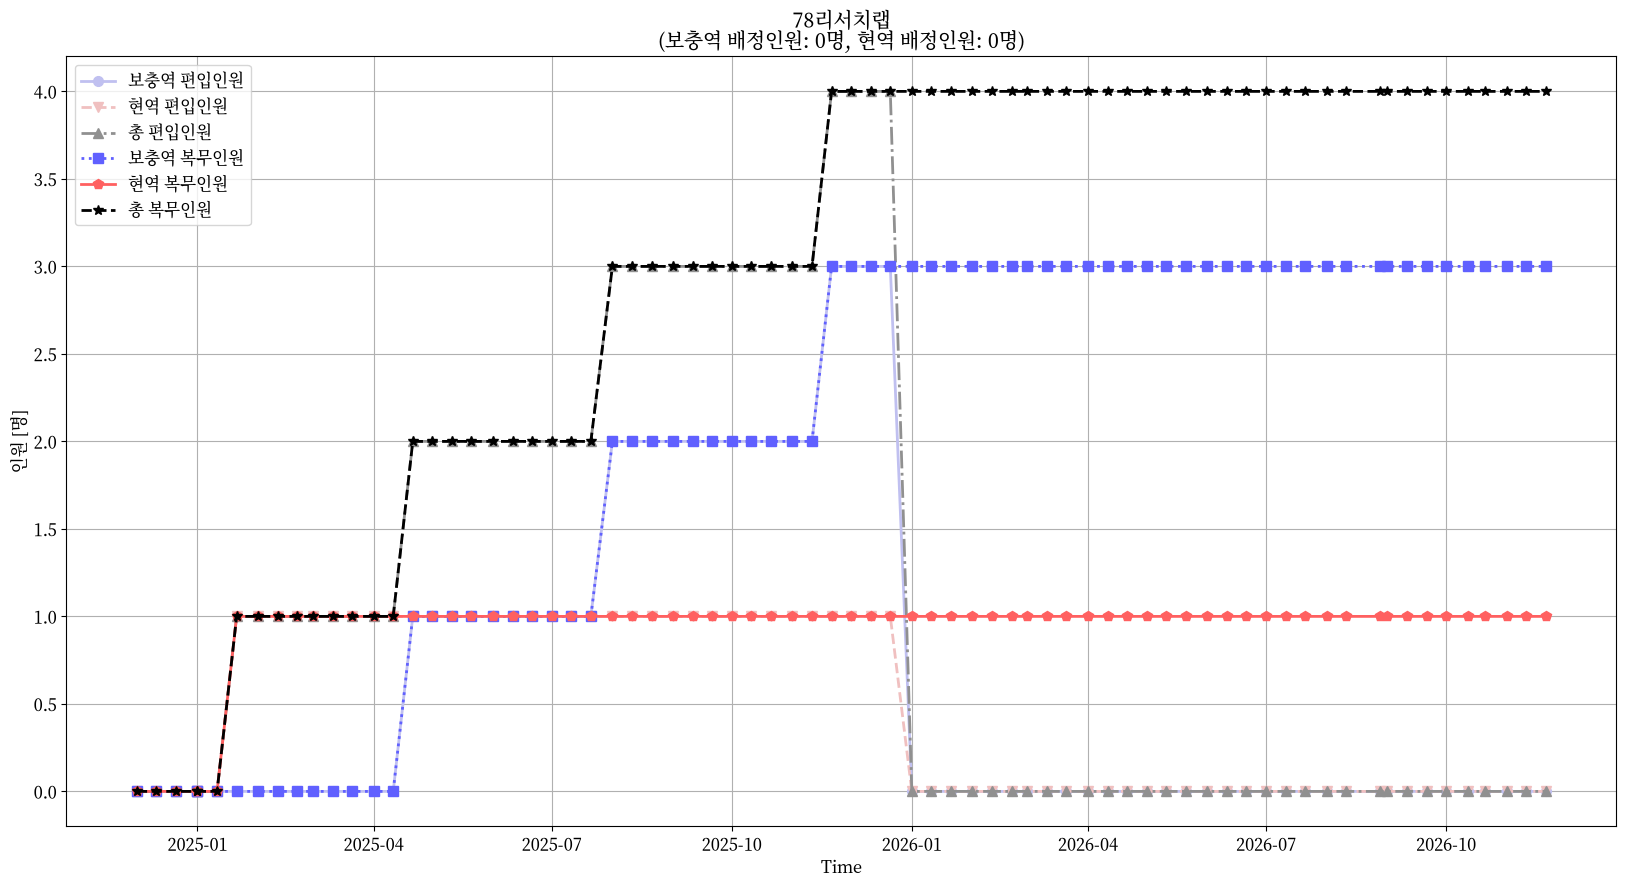 78리서치랩
(보충역 배정인원: 0명, 현역 배정인원: 0명)
보충역 편입인원
현역 편입인원
총 편입인원
보충역 복무인원
현역 복무인원
총 복무인원
인원 [명]
4.0
3.5
3.0
2.5
2.0
1.5
1.0
0.5
0.0
2025-01
2025-04
2025-07
2025-10
2026-01
2026-04
2026-07
2026-10
Time